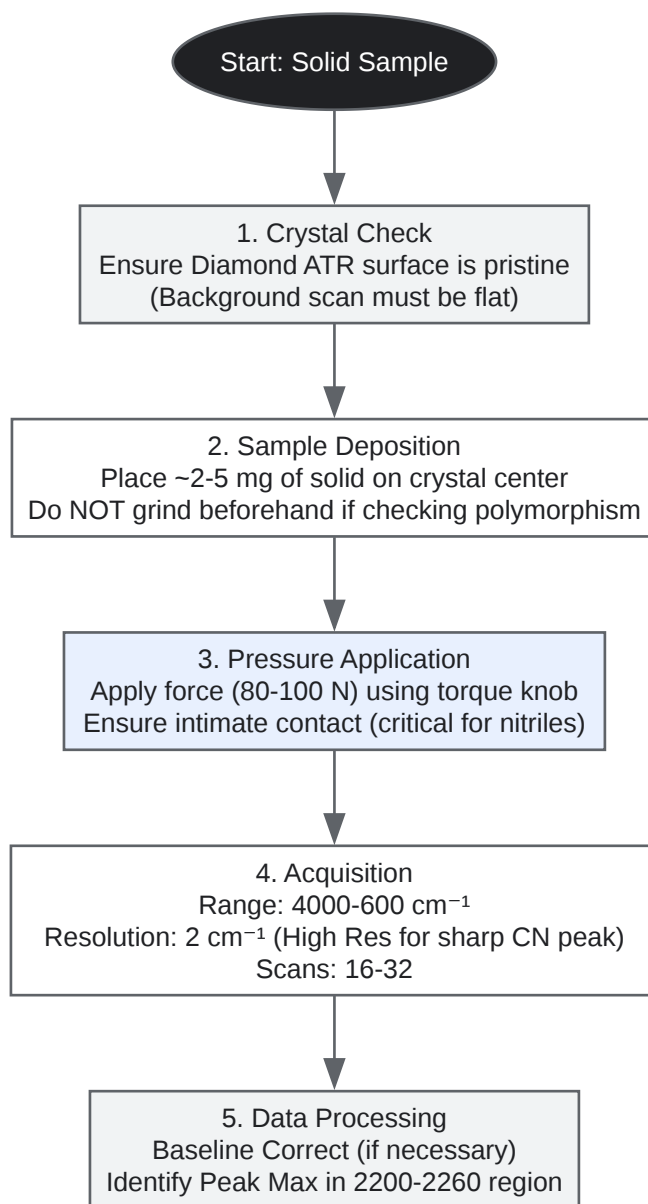 Start: Solid Sample
1. Crystal Check
Ensure Diamond ATR surface is pristine
(Background scan must be flat)
2. Sample Deposition
Place ~2-5 mg of solid on crystal center
Do NOT grind beforehand if checking polymorphism
3. Pressure Application
Apply force (80-100 N) using torque knob
Ensure intimate contact (critical for nitriles)
4. Acquisition
Range: 4000-600 cm⁻¹
Resolution: 2 cm⁻¹ (High Res for sharp CN peak)
Scans: 16-32
5. Data Processing
Baseline Correct (if necessary)
Identify Peak Max in 2200-2260 region